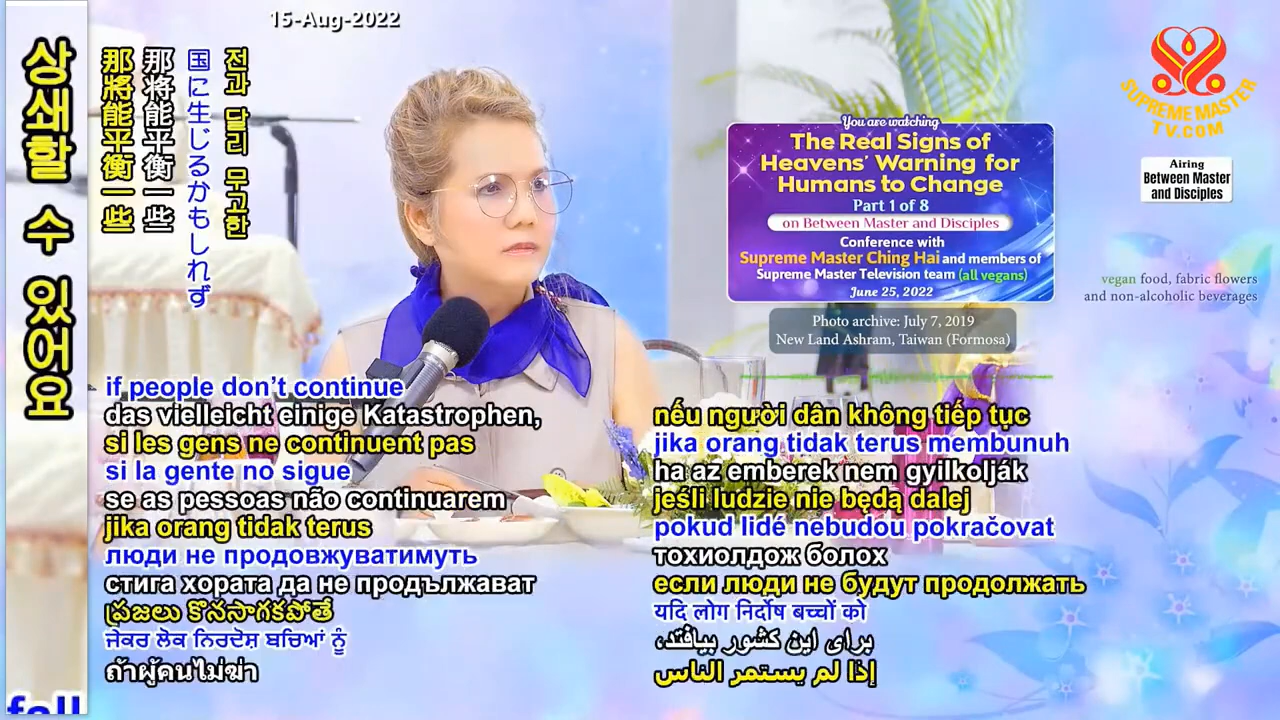 15-Aug-2022
상쇄할 수 있어요
那將能平衡一些
那将能平衡一些
国に生じるかもしれず
전과 달리 무고한
SUPREME MASTER
TV.COM
Airing
Between Master
and Disciples
You are watching
The Real Signs of
Heavens' Warning for
Humans to Change
Part 1 of 8
on Between Master and Disciples
Conference with
Supreme Master Ching Hai and members of
Supreme Master Television team (all vegans)
June 25, 2022
Photo archive: July 7, 2019
New Land Ashram, Taiwan (Formosa)
vegan food, fabric flowers
and non-alcoholic beverages
if people don't continue
das vielleicht einige Katastrophen,
si les gens ne continuent pas
si la gente no sigue
se as pessoas não continuarem
jika orang tidak terus
люди не продовжуватимуть
стига хората да не продължават
ప్రజలు కొనసాగకపోతే
ਜੇਕਰ ਲੋਕ ਨਿਰਦੋਸ਼ ਬਚਿਆਂ ਨੂੰ
ถ้าผู้คนไม่ฆ่า
nếu người dân không tiếp tục
jika orang tidak terus membunuh
ha az emberek nem gyilkolják
jeśli ludzie nie będą dalej
pokud lidé nebudou pokračovat
тохиолдож болох
если люди не будут продолжать
यदि लोग निर्दोष बच्चों को
برای این کشور بیافتد،
إذا لم يستمر الناس